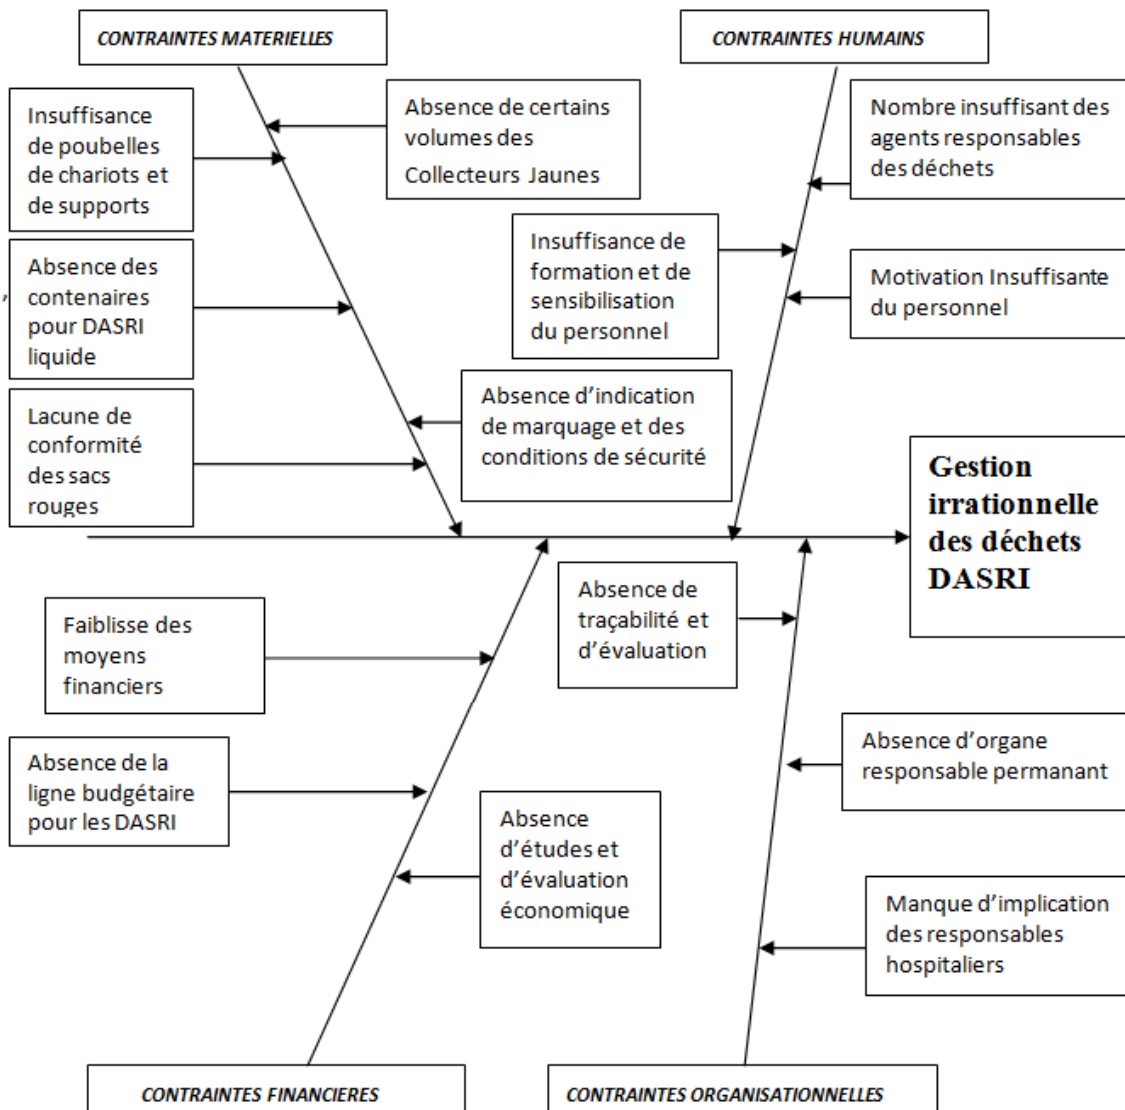 CONTRAINTES MATERIELLES
CONTRAINTES HUMAINS
Insuffisance
de poubelles
de chariots et
de supports
Absence de certains
volumes des
Collecteurs Jaunes
Nombre insuffisant des
agents responsables
des déchets
Insuffisance de
formation et de
sensibilisation
du personnel
Absence des
contenaires
pour DASRI
liquide
Motivation Insuffisante
du personnel
Absence d'indication
de marquage et des
conditions de sécurité
Lacune de
conformité
des sacs
rouges
Gestion
irrationnelle
des déchets
DASRI
Absence de
traçabilité et
d'évaluation
Faiblisse des
moyens
financiers
Absence d'organe
responsable permanant
Absence de la
ligne budgétaire
pour les DASRI
Absence
d'études et
d'évaluation
économique
Manque d'implication
des responsables
hospitaliers
CONTRAINTES FINANCIERES
CONTRAINTES ORGANISATIONNELLES